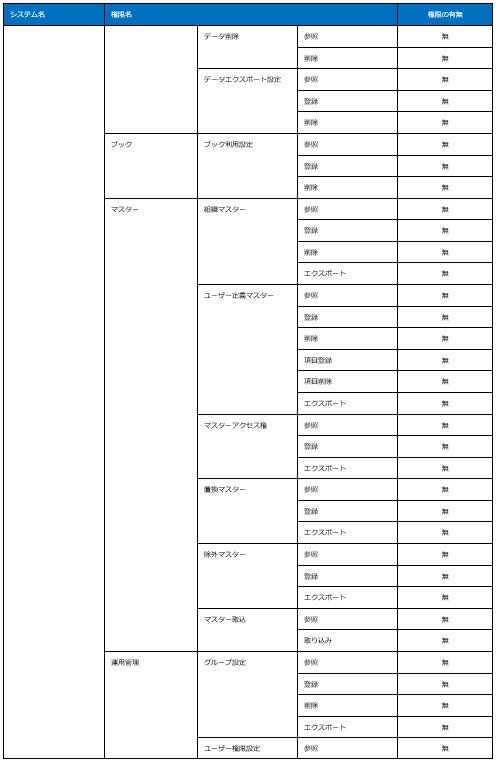 システム名 権限名 権限の有無
データ削除 参照 無
削除 無
データエクスポート設定 参照 無
登録 無
削除 無
ブック ブック利用設定 参照 無
登録 無
削除 無
マスター 組織マスター 参照 無
登録 無
削除 無
エクスポート 無
ユーザー定義マスター 参照 無
登録 無
削除 無
項目登録 無
項目削除 無
エクスポート 無
マスターアクセス権 参照 無
登録 無
エクスポート 無
置換マスター 参照 無
登録 無
エクスポート 無
除外マスター 参照 無
登録 無
エクスポート 無
マスター取込 参照 無
取り込み 無
運用管理 グループ設定 参照 無
登録 無
削除 無
エクスポート 無
ユーザー権限設定 参照 無